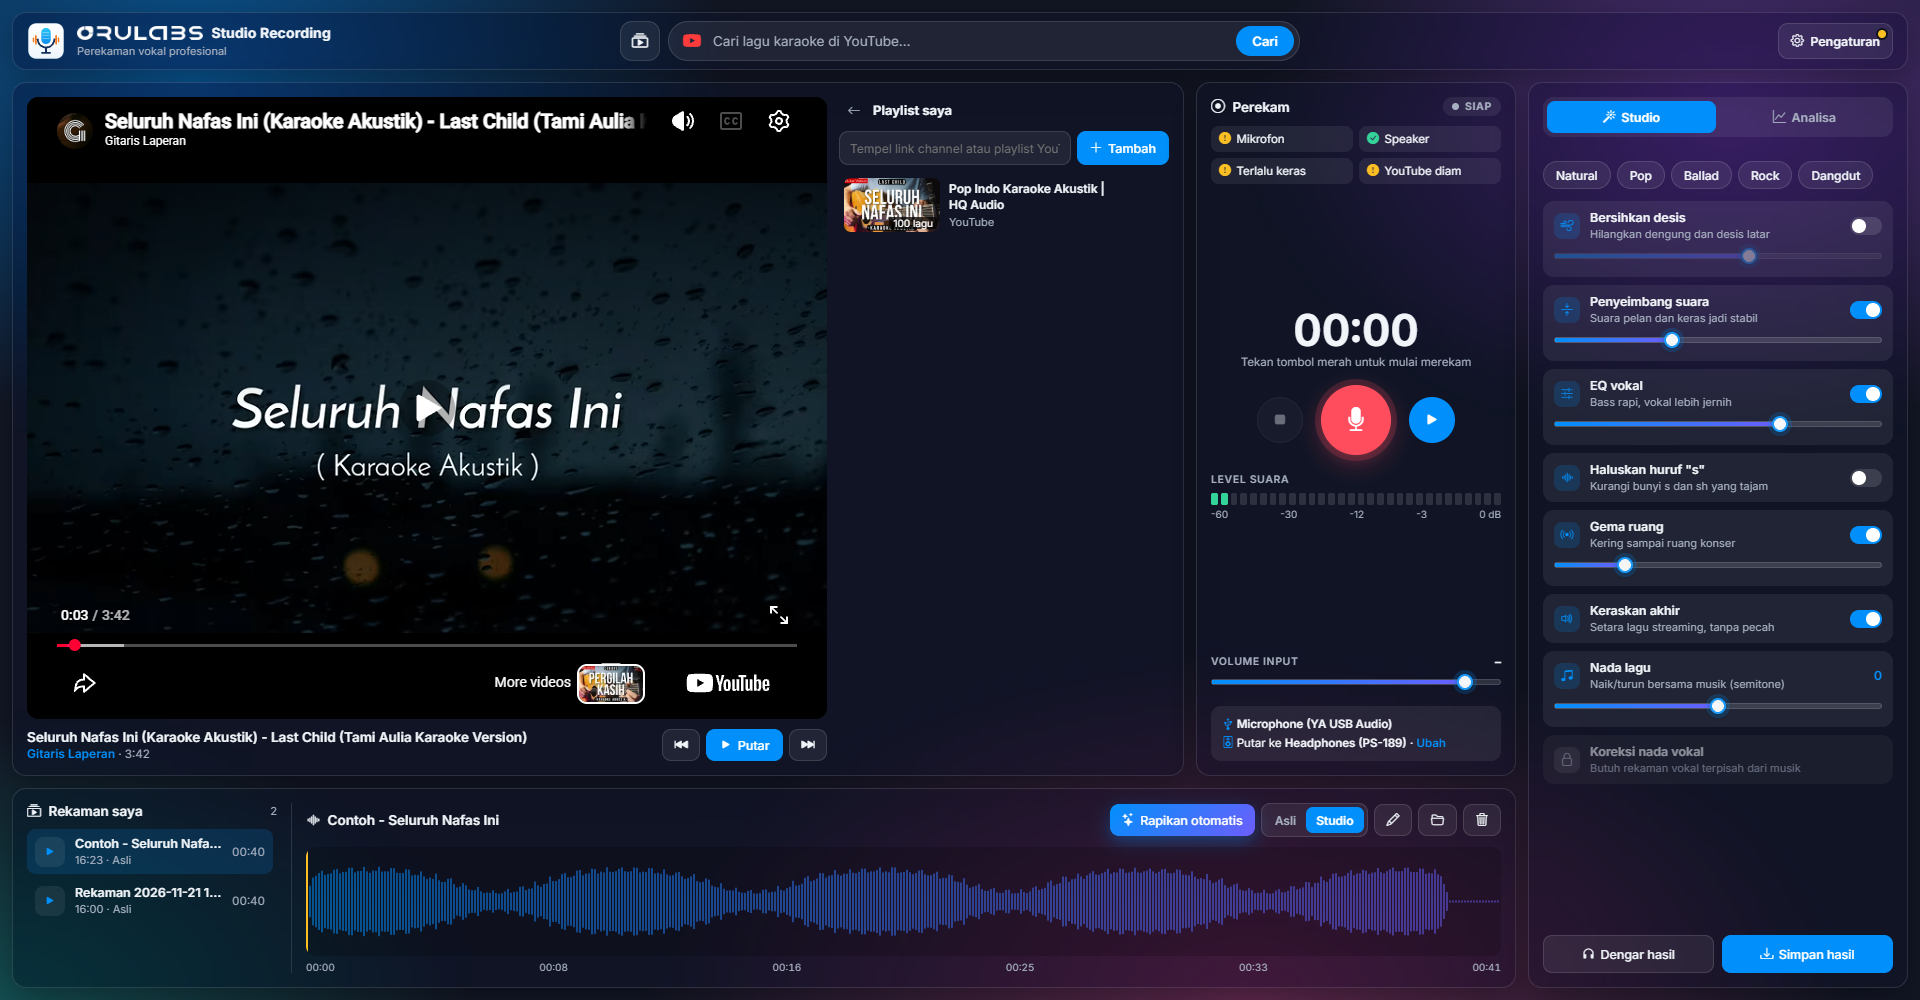 ORULABS Studio Recording
Perekaman vokal profesional
Cari lagu karaoke di YouTube...
Cari
Pengaturan
Seluruh Nafas Ini (Karaoke Akustik) - Last Child (Tami Aulia
Gitaris Laperan
CC
Seluruh Nafas Ini
( Karaoke Akustik )
0:03 / 3:42
More videos
PERGILAH
KASIH
YouTube
Seluruh Nafas Ini (Karaoke Akustik) - Last Child (Tami Aulia Karaoke Version)
Gitaris Laperan · 3:42
Putar
Playlist saya
Tempel link channel atau playlist You
Tambah
LAST CHILD
SELURUH
NAFAS INI
100 lagu
Pop Indo Karaoke Akustik |
HQ Audio
YouTube
Perekam
SIAP
Mikrofon
Speaker
Terlalu keras
YouTube diam
00:00
Tekan tombol merah untuk mulai merekam
LEVEL SUARA
-60 -30 -12 -3 0 dB
VOLUME INPUT –
Microphone (YA USB Audio)
Putar ke Headphones (PS-189) · Ubah
Studio
Analisa
Natural
Pop
Ballad
Rock
Dangdut
Bersihkan desis
Hilangkan dengung dan desis latar
Penyeimbang suara
Suara pelan dan keras jadi stabil
EQ vokal
Bass rapi, vokal lebih jernih
Haluskan huruf "s"
Kurangi bunyi s dan sh yang tajam
Gema ruang
Kering sampai ruang konser
Keraskan akhir
Setara lagu streaming, tanpa pecah
Nada lagu
Naik/turun bersama musik (semitone)
0
Koreksi nada vokal
Butuh rekaman vokal terpisah dari musik
Dengar hasil
Simpan hasil
Rekaman saya 2
Contoh - Seluruh Nafa...
16:23 · Asli
00:40
Rekaman 2026-11-21 1...
16:00 · Asli
00:40
Contoh - Seluruh Nafas Ini
Rapikan otomatis
Asli
Studio
00:00 00:08 00:16 00:25 00:33 00:41